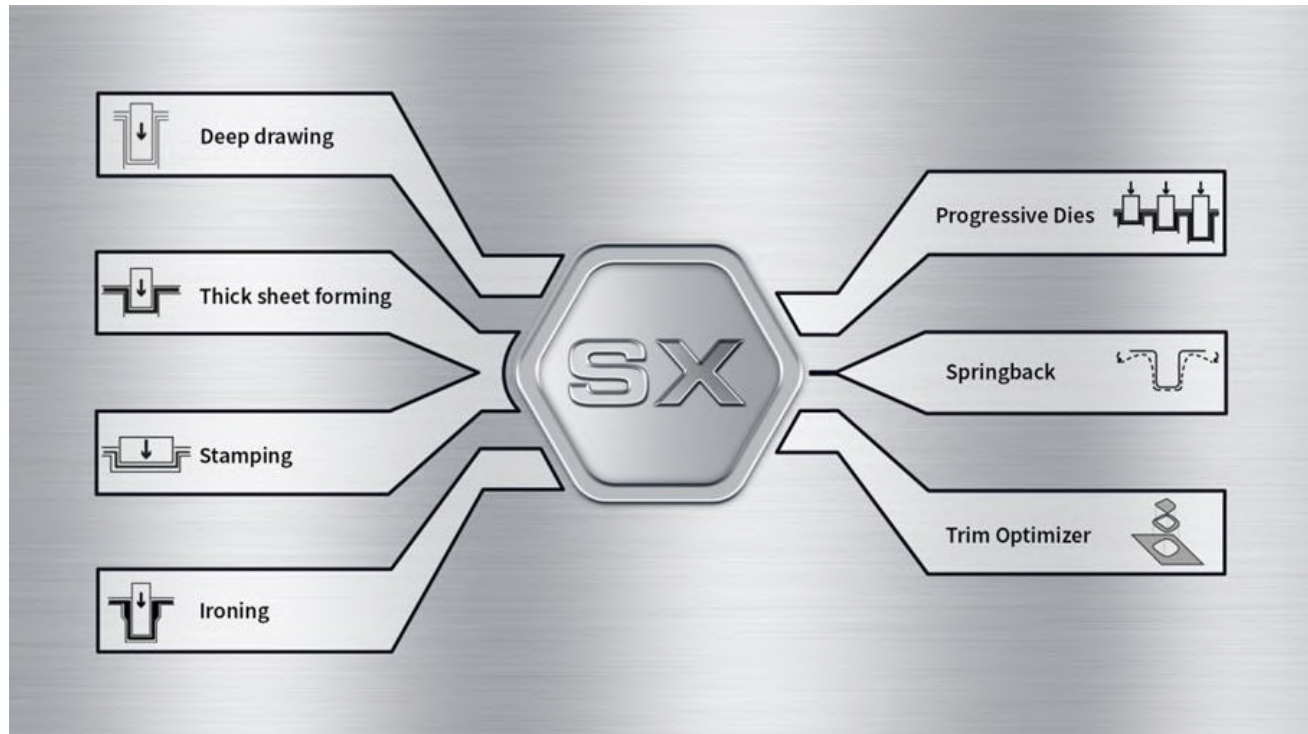 Deep drawing
Thick sheet forming
Stamping
Ironing
SX
Progressive Dies
Springback
Trim Optimizer